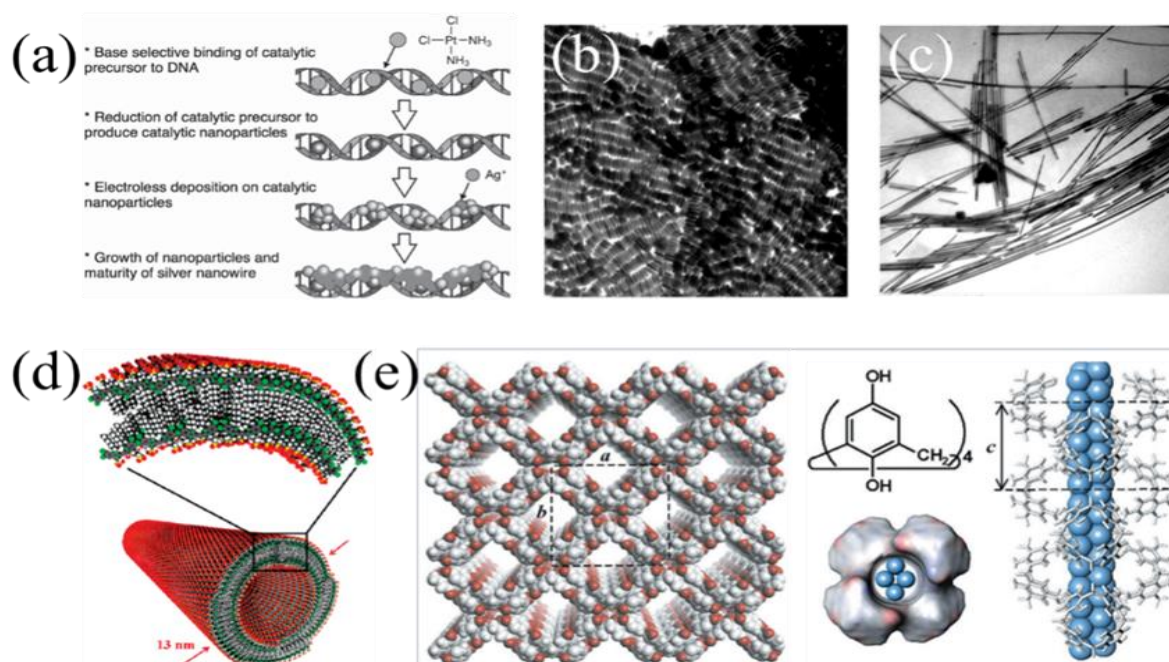 (a)
* Base selective binding of catalytic
precursor to DNA
Cl
Cl
Pt
NH₃
NH₃
* Reduction of catalytic precursor to
produce catalytic nanoparticles
* Electroless deposition on catalytic
nanoparticles
Ag⁺
* Growth of nanoparticles and
maturity of silver nanowire
(b)
(c)
(d)
13 nm
(e)
a
b
OH
CH₂
4
OH
c